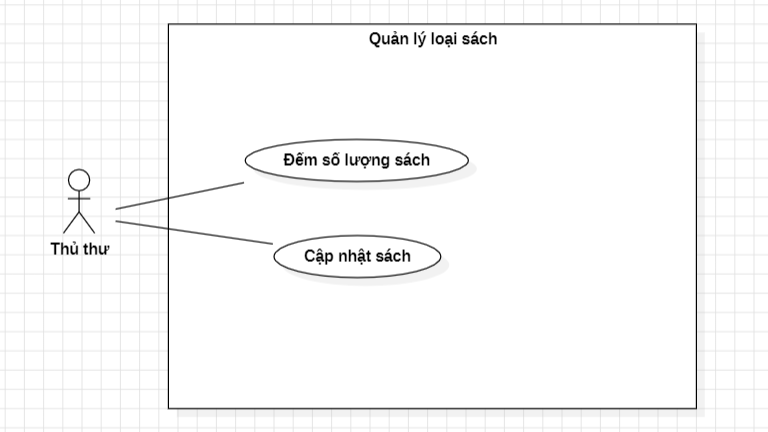 Quản lý loại sách
Đếm số lượng sách
Thủ thư
Cập nhật sách